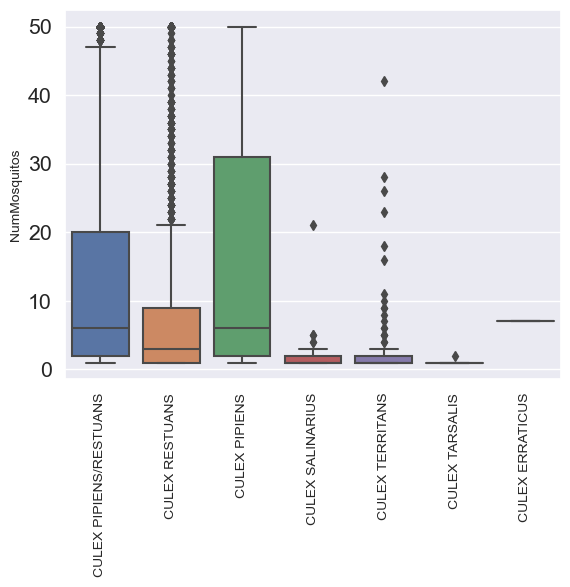 50
40
30
20
10
0
NumMosquitos
CULEX PIPIENS/RESTUANS
CULEX RESTUANS
CULEX PIPIENS
CULEX SALINARIUS
CULEX TERRITANS
CULEX TARSALIS
CULEX ERRATICUS